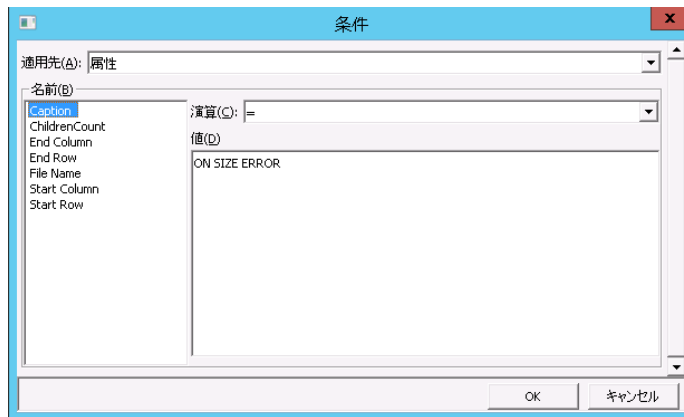 条件
x
適用先(A): 属性
名前(B)
Caption
ChildrenCount
End Column
End Row
File Name
Start Column
Start Row
演算(C): =
値(D)
ON SIZE ERROR
OK
キャンセル